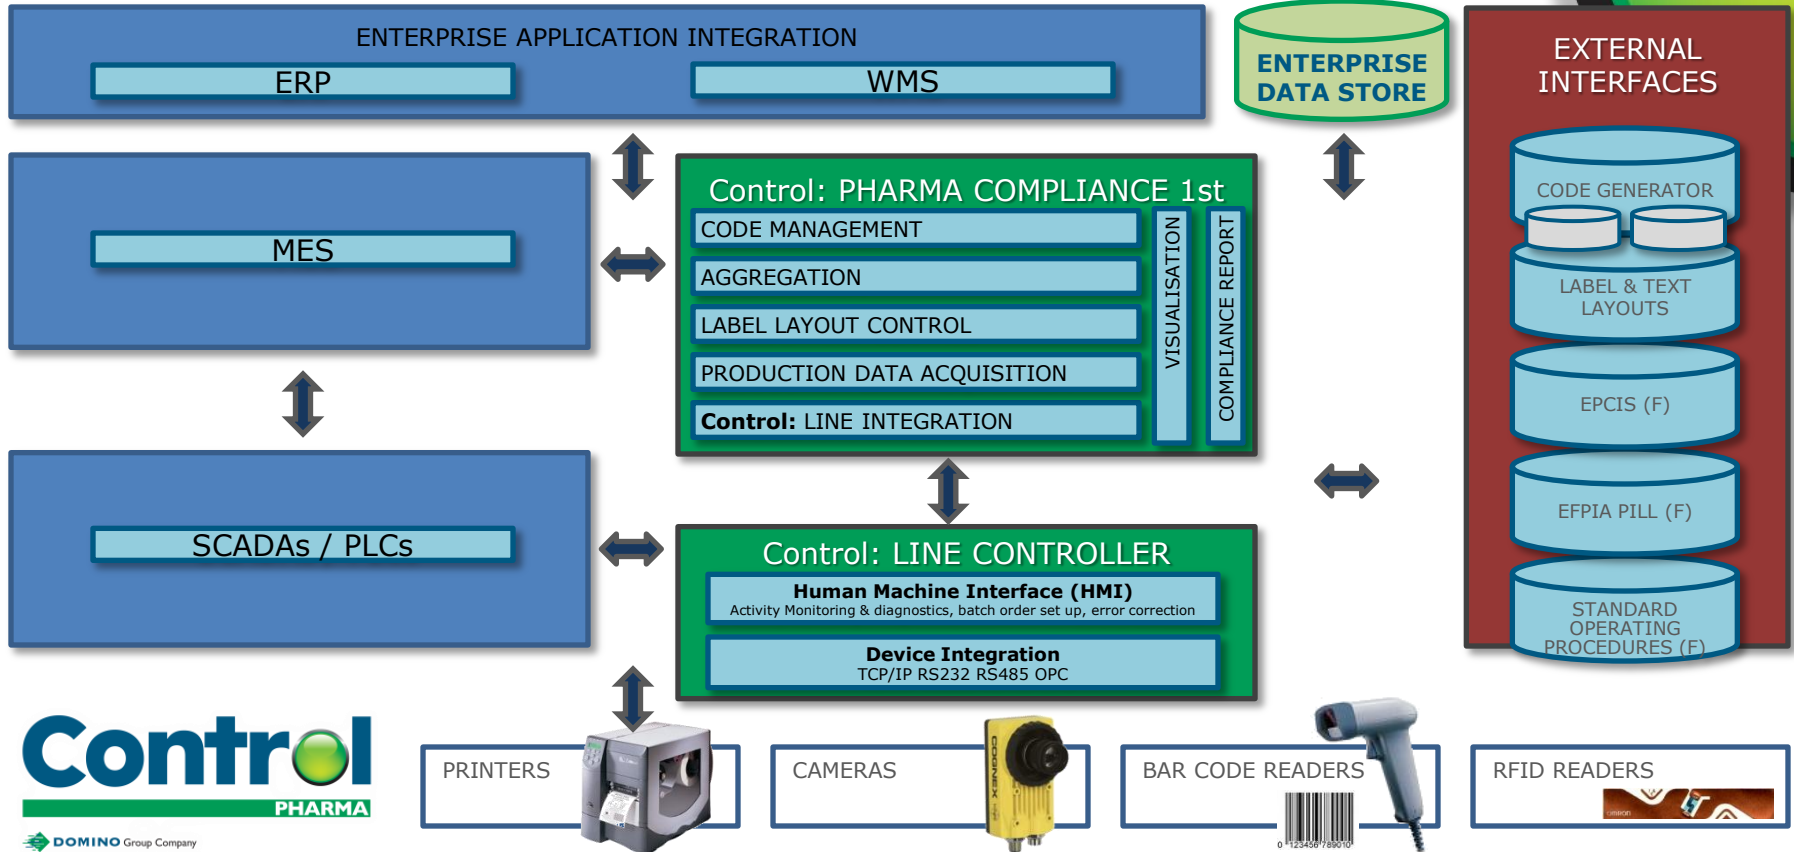 ENTERPRISE APPLICATION INTEGRATION
ERP
WMS
ENTERPRISE
DATA STORE
EXTERNAL
INTERFACES
MES
Control: PHARMA COMPLIANCE 1st
CODE MANAGEMENT
AGGREGATION
LABEL LAYOUT CONTROL
PRODUCTION DATA ACQUISITION
Control: LINE INTEGRATION
VISUALISATION
COMPLIANCE REPORT
CODE GENERATOR
LABEL & TEXT
LAYOUTS
EPCIS (F)
EFPIA PILL (F)
STANDARD
OPERATING
PROCEDURES (F)
SCADAs / PLCs
Control: LINE CONTROLLER
Human Machine Interface (HMI)
Activity Monitoring & diagnostics, batch order set up, error correction
Device Integration
TCP/IP RS232 RS485 OPC
Control
PHARMA
DOMINO Group Company
PRINTERS
CAMERAS
COGNEX
BAR CODE READERS
0 123456 789010
RFID READERS